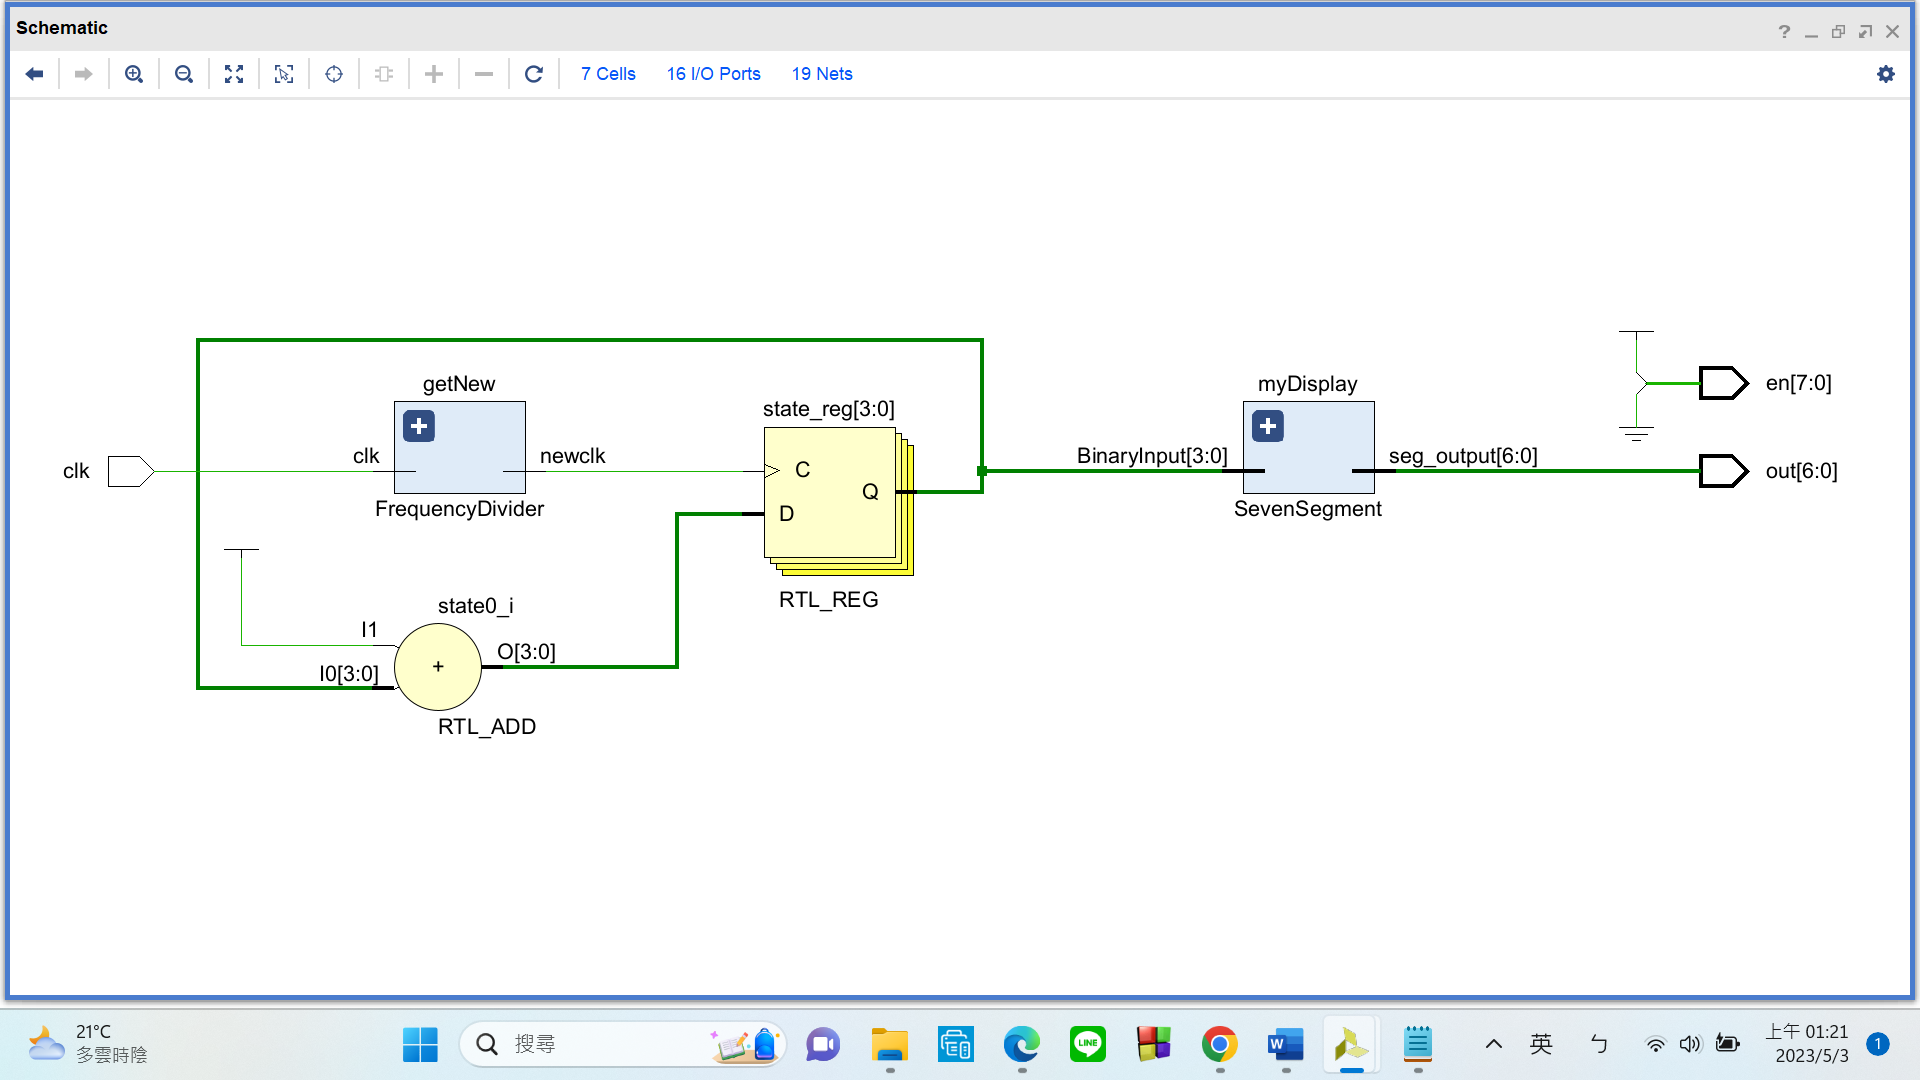 Schematic
7 Cells 16 I/O Ports 19 Nets
getNew
clk
clk
newclk
FrequencyDivider
state_reg[3:0]
C
Q
D
RTL_REG
state0_i
I1
I0[3:0]
+
O[3:0]
RTL_ADD
myDisplay
BinaryInput[3:0]
seg_output[6:0]
SevenSegment
en[7:0]
out[6:0]
21°C
多雲時陰
搜尋
LINE
W
英
ㄅ
上午 01:21
2023/5/3
1